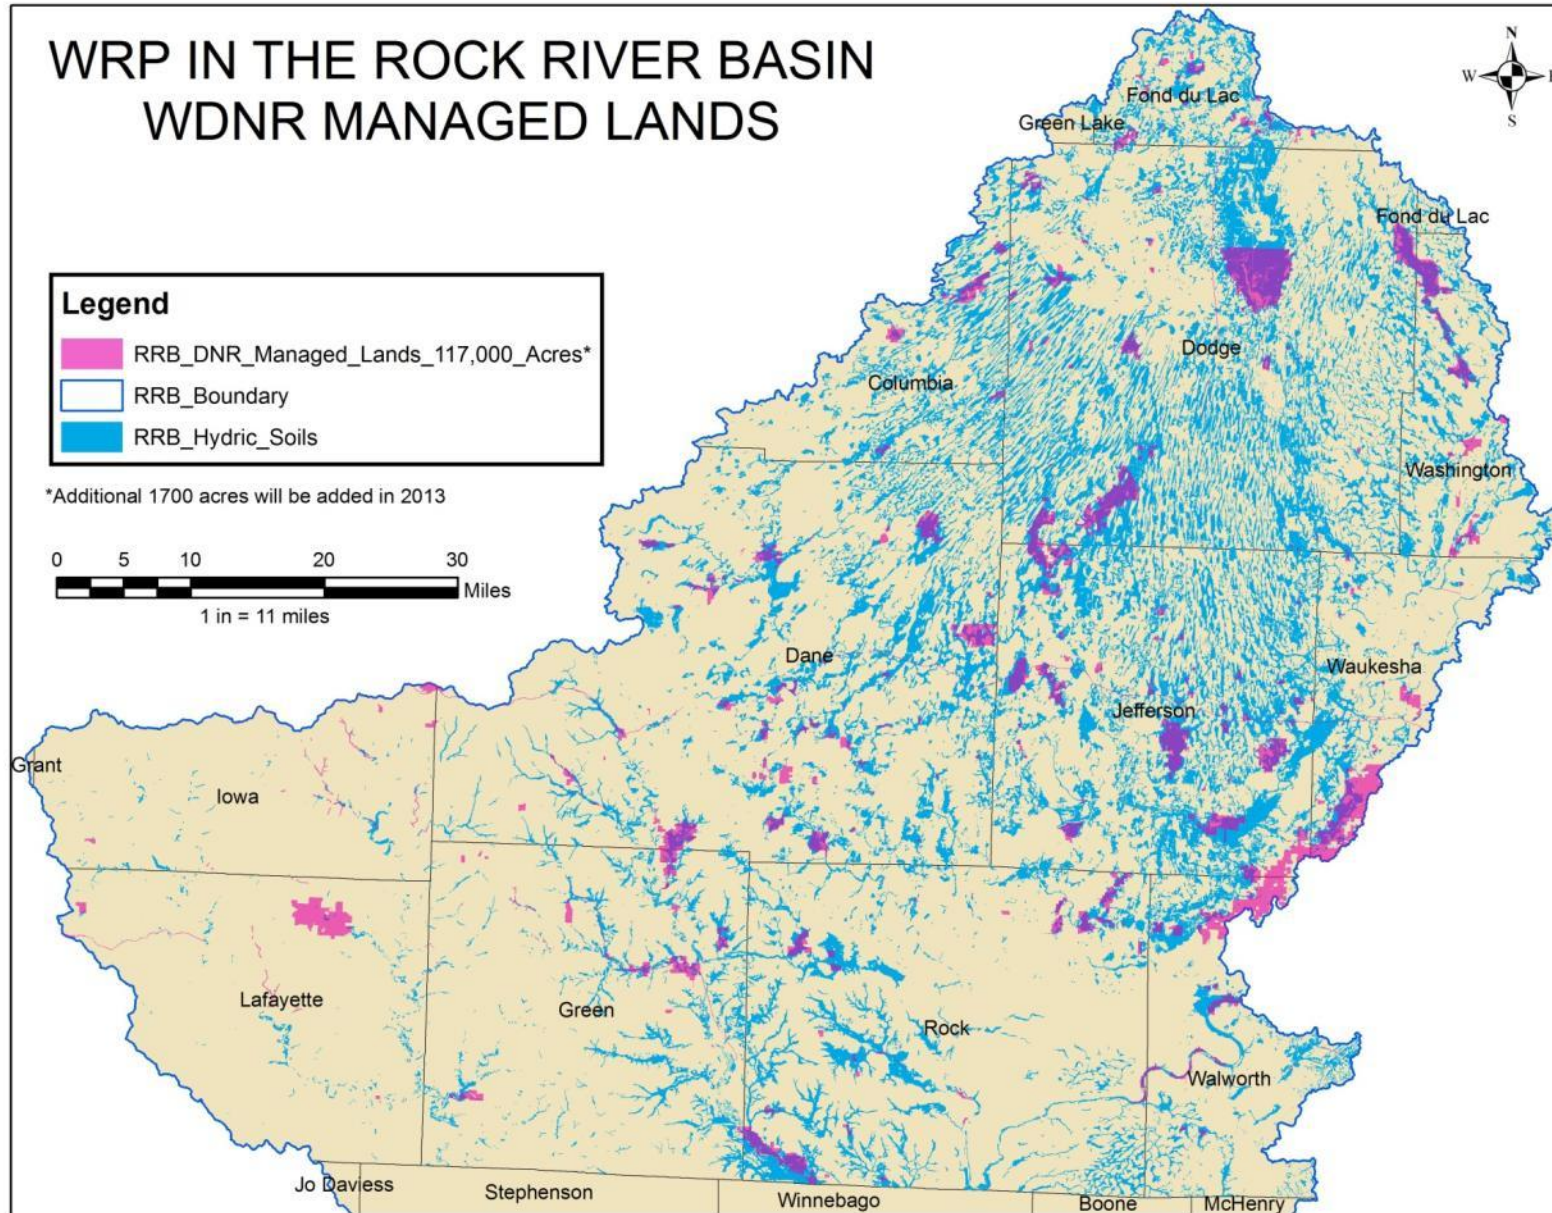 WRP IN THE ROCK RIVER BASIN
WDNR MANAGED LANDS
N
W
S
Legend
RRB_DNR_Managed_Lands_117,000_Acres*
RRB_Boundary
RRB_Hydric_Soils
*Additional 1700 acres will be added in 2013
0 5 10 20 30
Miles
1 in = 11 miles
Fond du Lac
Green Lake
Fond du Lac
Dodge
Columbia
Washington
Dane
Waukesha
Jefferson
Grant
Iowa
Lafayette
Green
Rock
Walworth
Jo Daviess
Stephenson
Winnebago
Boone
McHenry